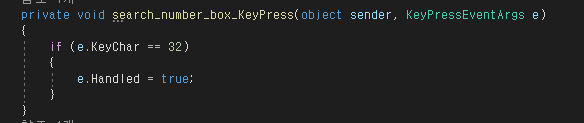 private void search_number_box_KeyPress(object sender, KeyPressEventArgs e)
{
if (e.KeyChar == 32)
{
e.Handled = true;
}
}